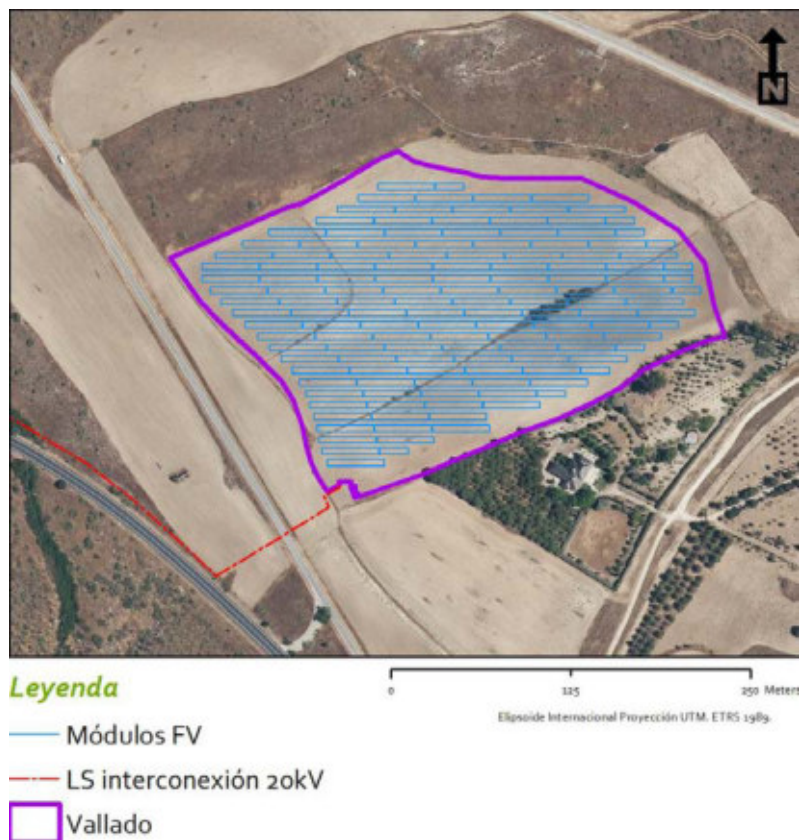 N
Leyenda
0 125 250 Meters
Elipsoide Internacional Proyección UTM. ETRS 1989.
Módulos FV
LS interconexión 20kV
Vallado